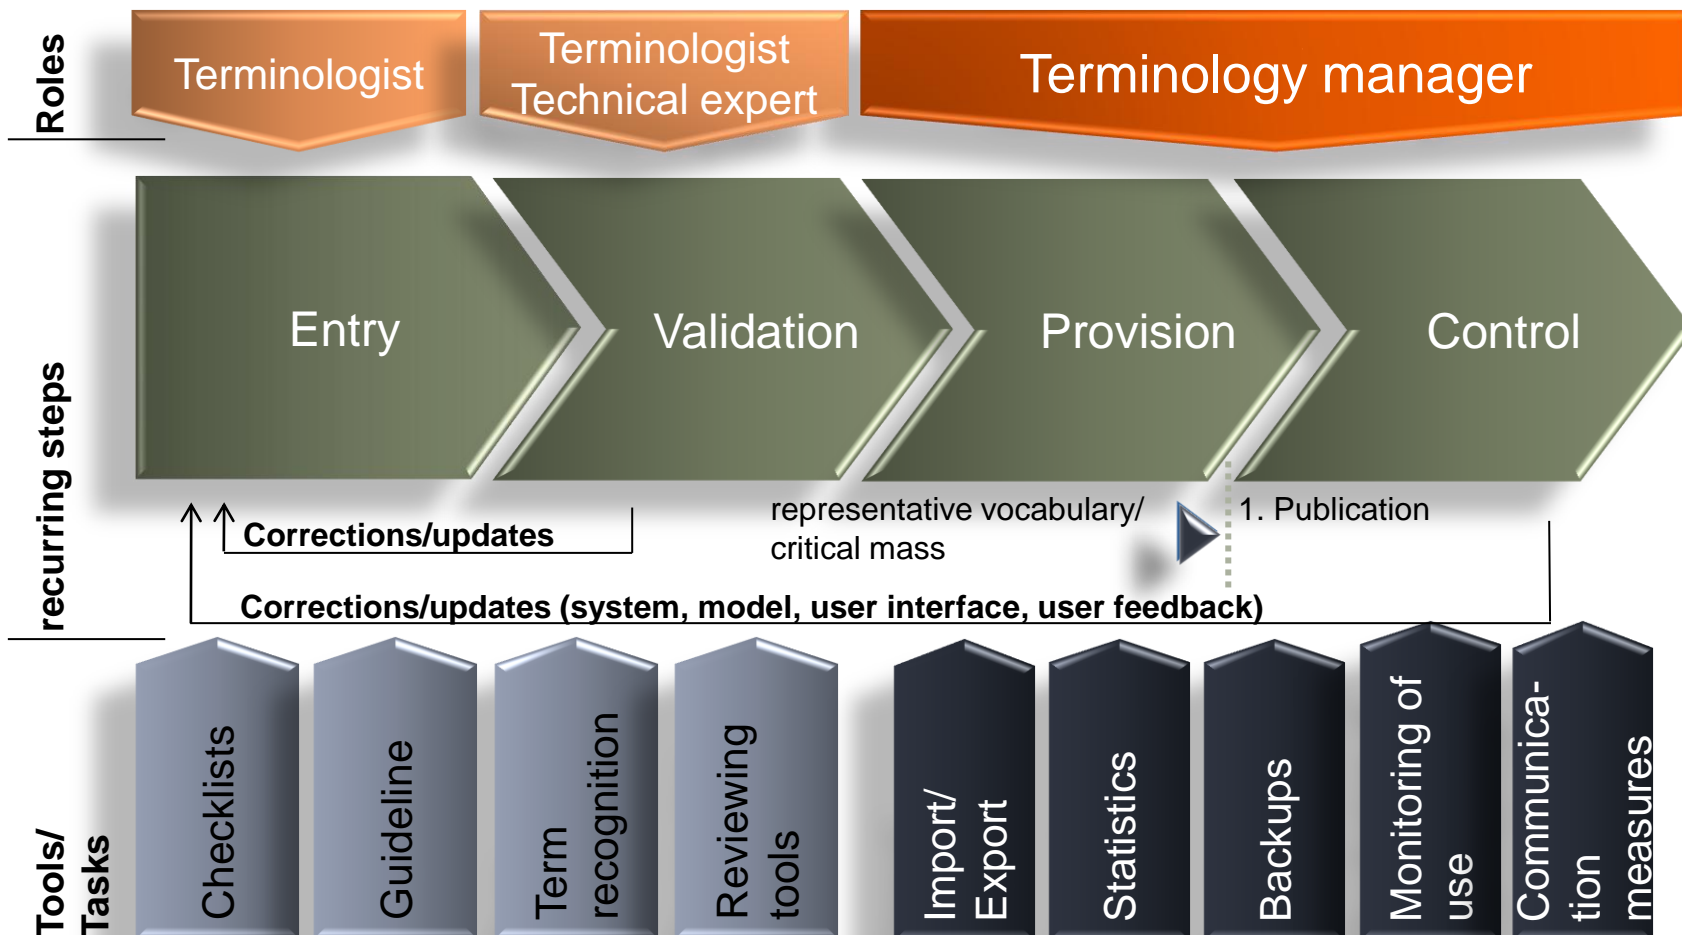 Roles
Terminologist
Terminologist
Technical expert
Terminology manager
recurring steps
Entry
Validation
Provision
Control
Corrections/updates
representative vocabulary/
critical mass
1. Publication
Corrections/updates (system, model, user interface, user feedback)
Tools/
Tasks
Checklists
Guideline
Term
recognition
Reviewing
tools
Import/
Export
Statistics
Backups
Monitoring of
use
Communica-
tion
measures